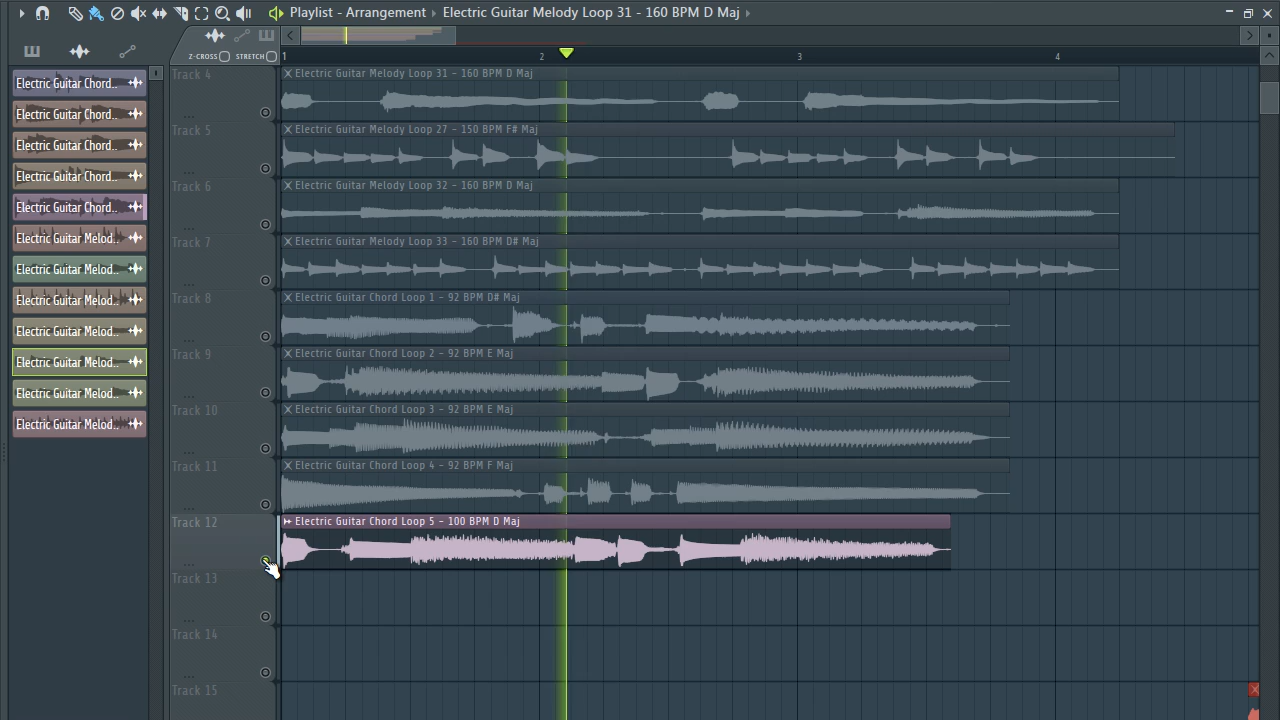 Playlist - Arrangement › Electric Guitar Melody Loop 31 - 160 BPM D Maj ›
Z-CROSS STRETCH
1 2 3 4
Electric Guitar Chord..
Electric Guitar Chord..
Electric Guitar Chord..
Electric Guitar Chord..
Electric Guitar Chord..
Electric Guitar Melod..
Electric Guitar Melod..
Electric Guitar Melod..
Electric Guitar Melod..
Electric Guitar Melod..
Electric Guitar Melod..
Electric Guitar Melod..
Track 4
Electric Guitar Melody Loop 31 - 160 BPM D Maj
Track 5
Electric Guitar Melody Loop 27 - 150 BPM F# Maj
Track 6
Electric Guitar Melody Loop 32 - 160 BPM D Maj
Track 7
Electric Guitar Melody Loop 33 - 160 BPM D# Maj
Track 8
Electric Guitar Chord Loop 1 - 92 BPM D# Maj
Track 9
Electric Guitar Chord Loop 2 - 92 BPM E Maj
Track 10
Electric Guitar Chord Loop 3 - 92 BPM E Maj
Track 11
Electric Guitar Chord Loop 4 - 92 BPM F Maj
Track 12
Electric Guitar Chord Loop 5 - 100 BPM D Maj
Track 13
Track 14
Track 15